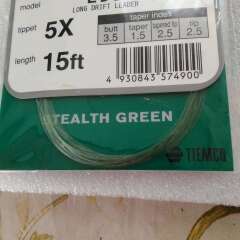 model
LONG DRIFT LEADER
tippet 5X
length 15ft
taper index
butt taper tapered to tip
3.5 1.5 2.5 2.5
4 930843 574900
STEALTH GREEN
TIEMCO